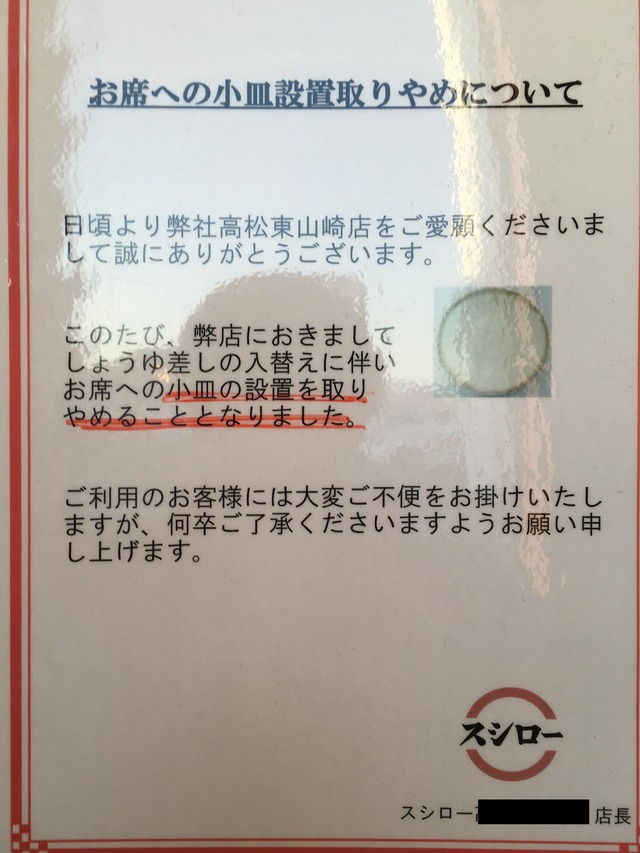 お席への小皿設置取りやめについて
日頃より弊社高松東山崎店をご愛顧くださいま
して誠にありがとうございます。
このたび、弊店におきまして
しょうゆ差しの入替えに伴い
お席への小皿の設置を取り
やめることとなりました。
ご利用のお客様には大変ご不便をお掛けいたし
ますが、何卒ご了承くださいますようお願い申
し上げます。
スシロー
スシロー 店長